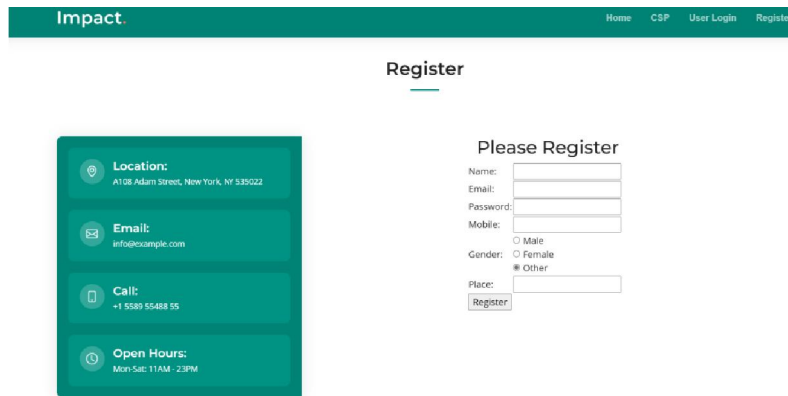 Impact.
Home CSP User Login Registe
Register
Location:
A108 Adam Street, New York, NY 535022
Email:
info@example.com
Call:
+1 5589 55488 55
Open Hours:
Mon-Sat: 11AM - 23PM
Please Register
Name:
Email:
Password:
Mobile:
Male
Gender: Female
Other
Place:
Register